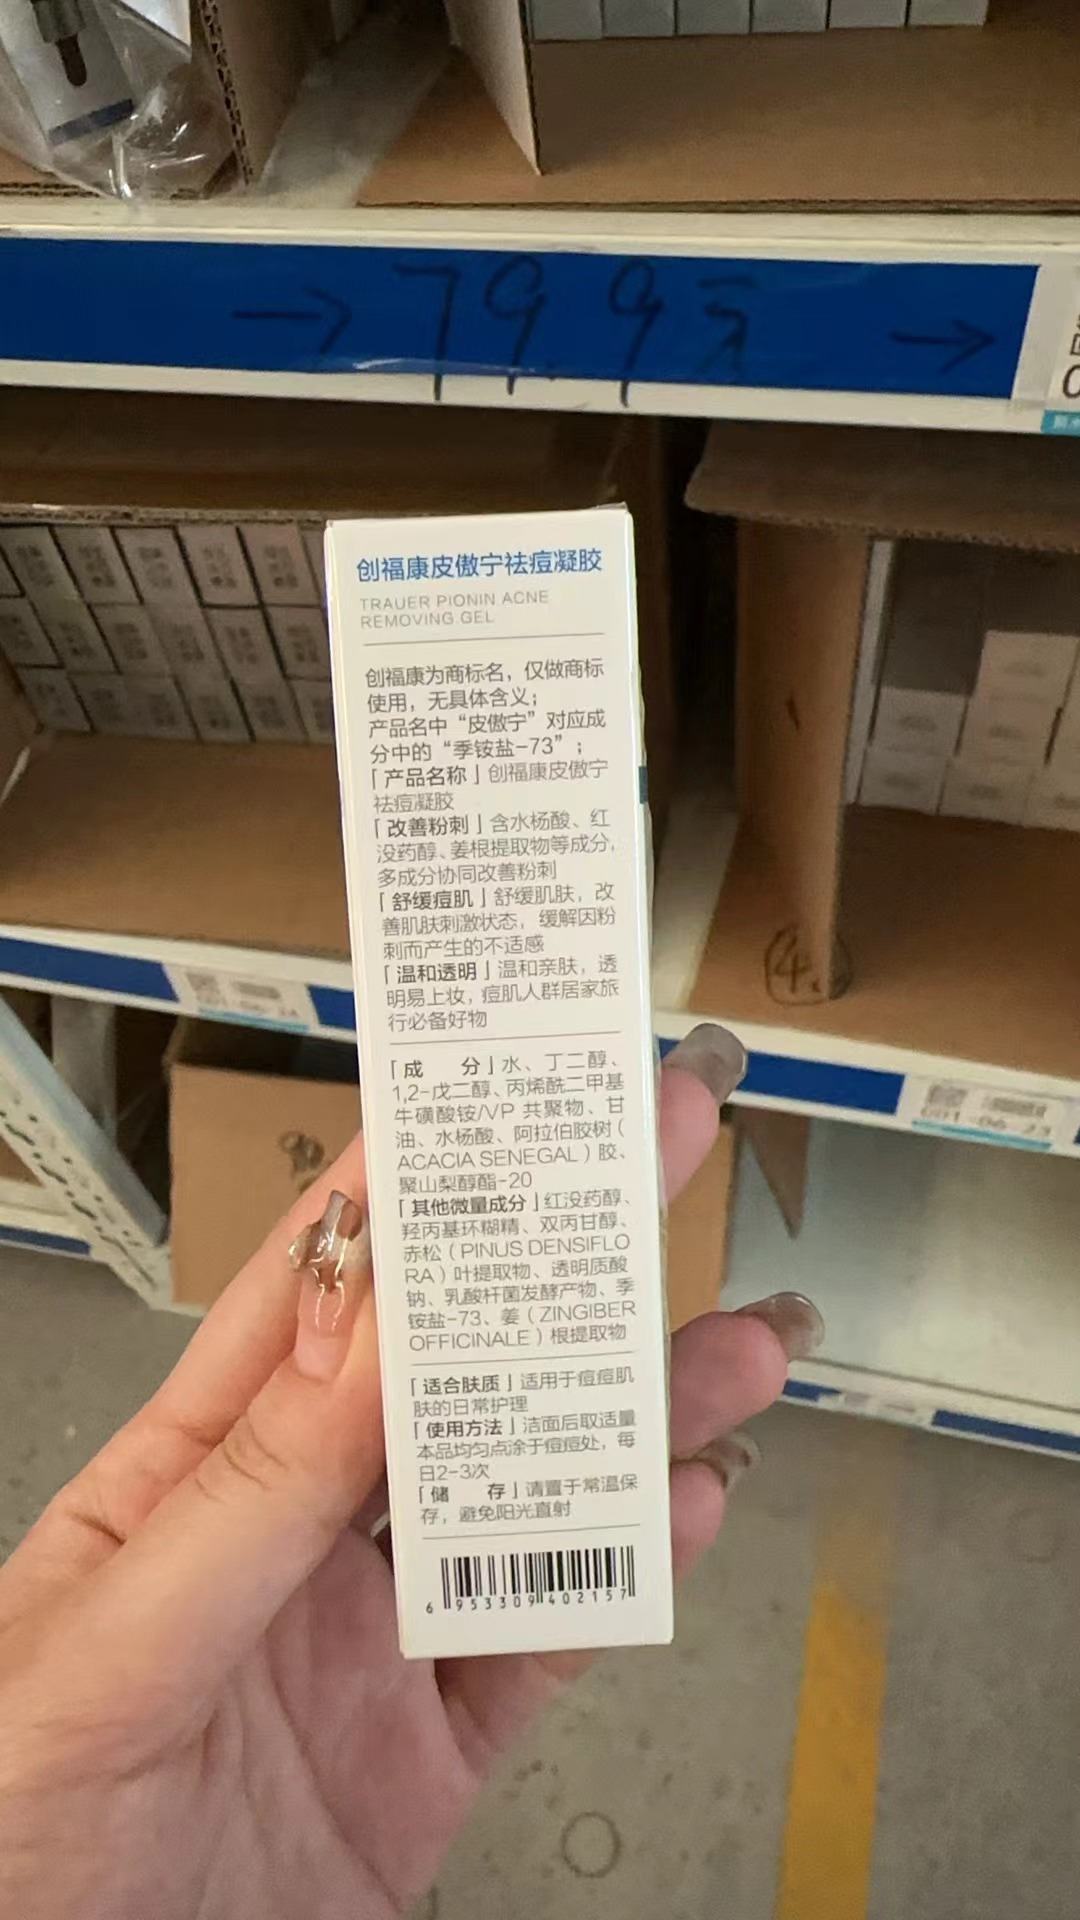 → 79.9元 →
创福康皮傲宁祛痘凝胶
TRAUER PIONIN ACNE
REMOVING GEL
创福康为商标名，仅做商标
使用，无具体含义；
产品名中“皮傲宁”对应成
分中的“季铵盐-73”；
「产品名称」创福康皮傲宁
祛痘凝胶
「改善粉刺」含水杨酸、红
没药醇、姜根提取物等成分，
多成分协同改善粉刺
「舒缓痘肌」舒缓肌肤，改
善肌肤刺激状态，缓解因粉
刺而产生的不适感
「温和透明」温和亲肤，透
明易上妆，痘肌人群居家旅
行必备好物
「成 分」水、丁二醇、
1,2-戊二醇、丙烯酰二甲基
牛磺酸铵/VP 共聚物、甘
油、水杨酸、阿拉伯胶树（
ACACIA SENEGAL）胶、
聚山梨醇酯-20
「其他微量成分」红没药醇、
羟丙基环糊精、双丙甘醇、
赤松（PINUS DENSIFLO
RA）叶提取物、透明质酸
钠、乳酸杆菌发酵产物、季
铵盐-73、姜（ZINGIBER
OFFICINALE）根提取物
「适合肤质」适用于痘痘肌
肤的日常护理
「使用方法」洁面后取适量
本品均匀点涂于痘痘处，每
日2-3次
「储 存」请置于常温保
存，避免阳光直射
6 953309 402157
4.
001-06-23
001-06-24